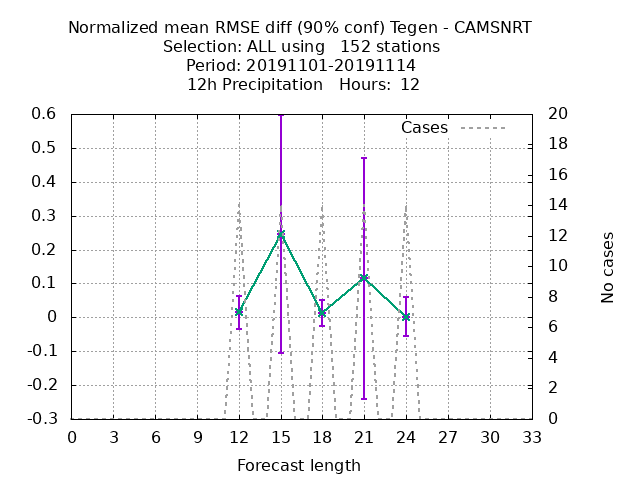 Normalized mean RMSE diff (90% conf) Tegen - CAMSNRT
Selection: ALL using   152 stations
Period: 20191101-20191114
12h Precipitation   Hours:  12
Cases
0.6
0.5
0.4
0.3
0.2
0.1
0
-0.1
-0.2
-0.3
20
18
16
14
12
10
8
6
4
2
0
No cases
0 3 6 9 12 15 18 21 24 27 30 33
Forecast length